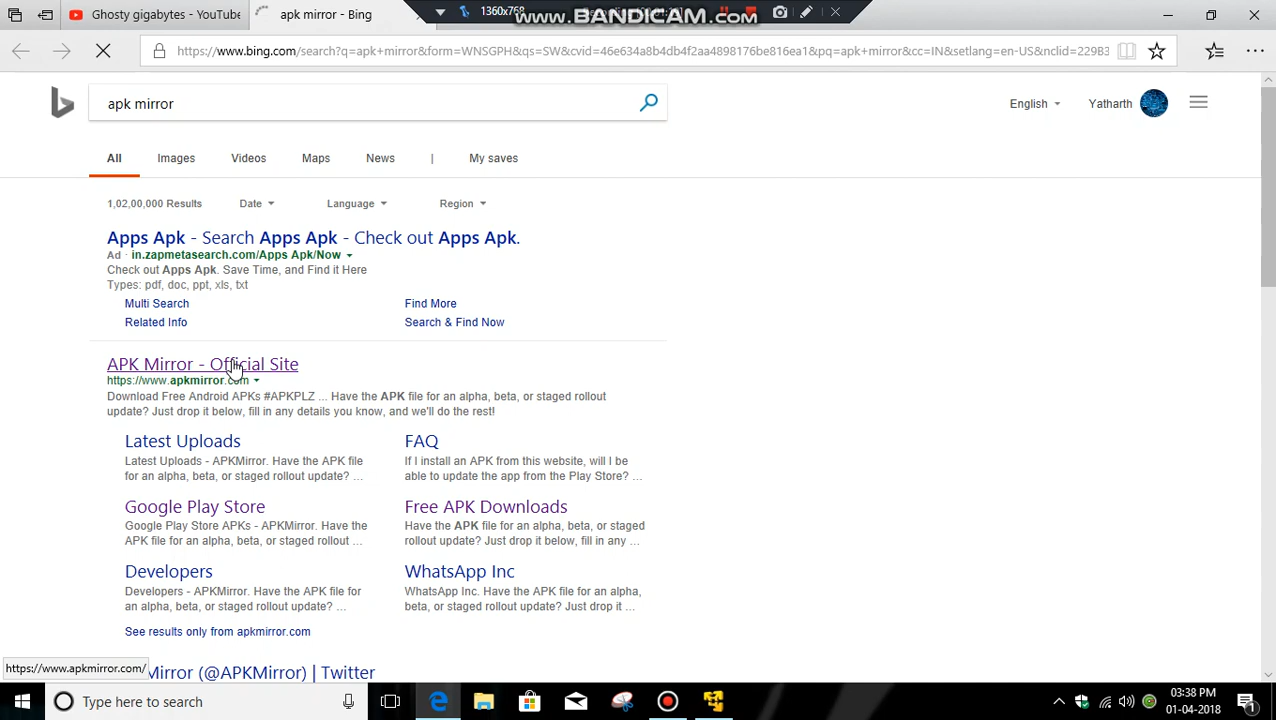 Ghosty gigabytes - YouTube
apk mirror - Bing
1360x768
www.BANDICAM.com
https://www.bing.com/search?q=apk+mirror&form=WNSGPH&qs=SW&cvid=46e634a8b4db4f2aa4898176be816ea1&pq=apk+mirror&cc=IN&setlang=en-US&nclid=229B3
apk mirror
English
Yatharth
All
Images
Videos
Maps
News
|
My saves
1,02,00,000 Results
Date
Language
Region
Apps Apk - Search Apps Apk - Check out Apps Apk.
Ad · in.zapmetasearch.com/Apps Apk/Now
Check out Apps Apk. Save Time, and Find it Here
Types: pdf, doc, ppt, xls, txt
Multi Search
Find More
Related Info
Search & Find Now
APK Mirror - Official Site
https://www.apkmirror.com
Download Free Android APKs #APKPLZ ... Have the APK file for an alpha, beta, or staged rollout
update? Just drop it below, fill in any details you know, and we'll do the rest!
Latest Uploads
Latest Uploads - APKMirror. Have the APK file
for an alpha, beta, or staged rollout update? ...
FAQ
If I install an APK from this website, will I be
able to update the app from the Play Store? ...
Google Play Store
Google Play Store APKs - APKMirror. Have the
APK file for an alpha, beta, or staged rollout ...
Free APK Downloads
Have the APK file for an alpha, beta, or staged
rollout update? Just drop it below, fill in any ...
Developers
Developers - APKMirror. Have the APK file for
an alpha, beta, or staged rollout update? ...
WhatsApp Inc
WhatsApp Inc. Have the APK file for an alpha,
beta, or staged rollout update? Just drop it ...
See results only from apkmirror.com
https://www.apkmirror.com/
Mirror (@APKMirror) | Twitter
Type here to search
03:38 PM
01-04-2018
1